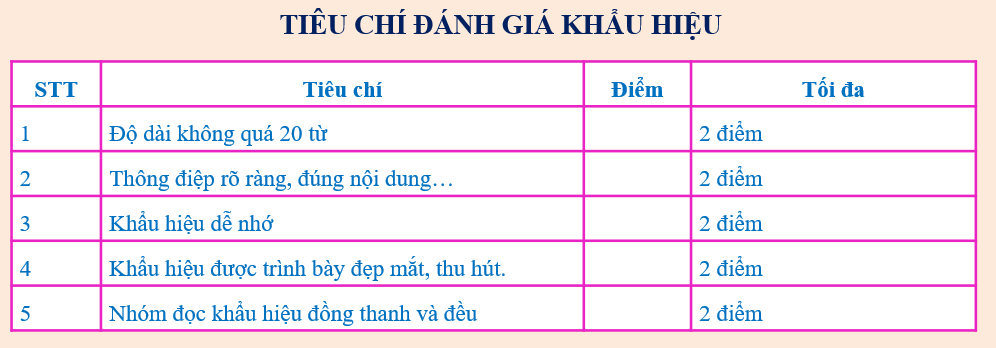 TIÊU CHÍ ĐÁNH GIÁ KHẨU HIỆU
STT Tiêu chí Điểm Tối đa
1 Độ dài không quá 20 từ 2 điểm
2 Thông điệp rõ ràng, đúng nội dung… 2 điểm
3 Khẩu hiệu dễ nhớ 2 điểm
4 Khẩu hiệu được trình bày đẹp mắt, thu hút. 2 điểm
5 Nhóm đọc khẩu hiệu đồng thanh và đều 2 điểm